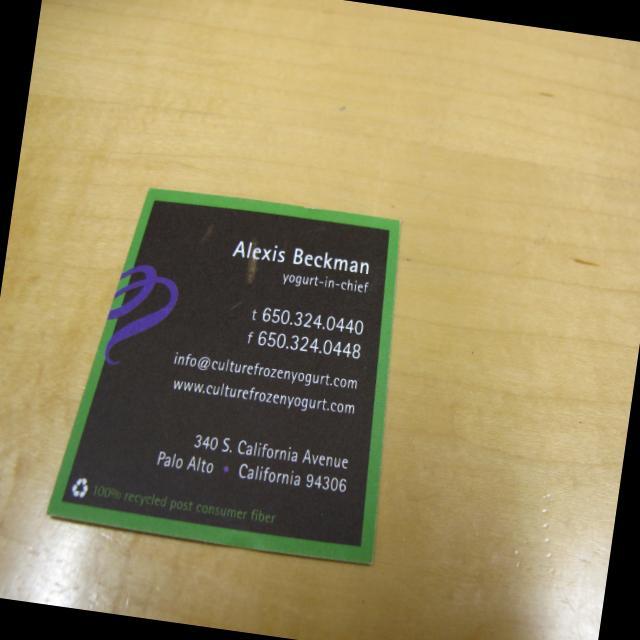 Alexis Beckman
yogurt-in-chief
t 650.324.0440
f 650.324.0448
info@culturefrozenyogurt.com
www.culturefrozenyogurt.com
340 S. California Avenue
Palo Alto • California 94306
100% recycled post consumer fiber